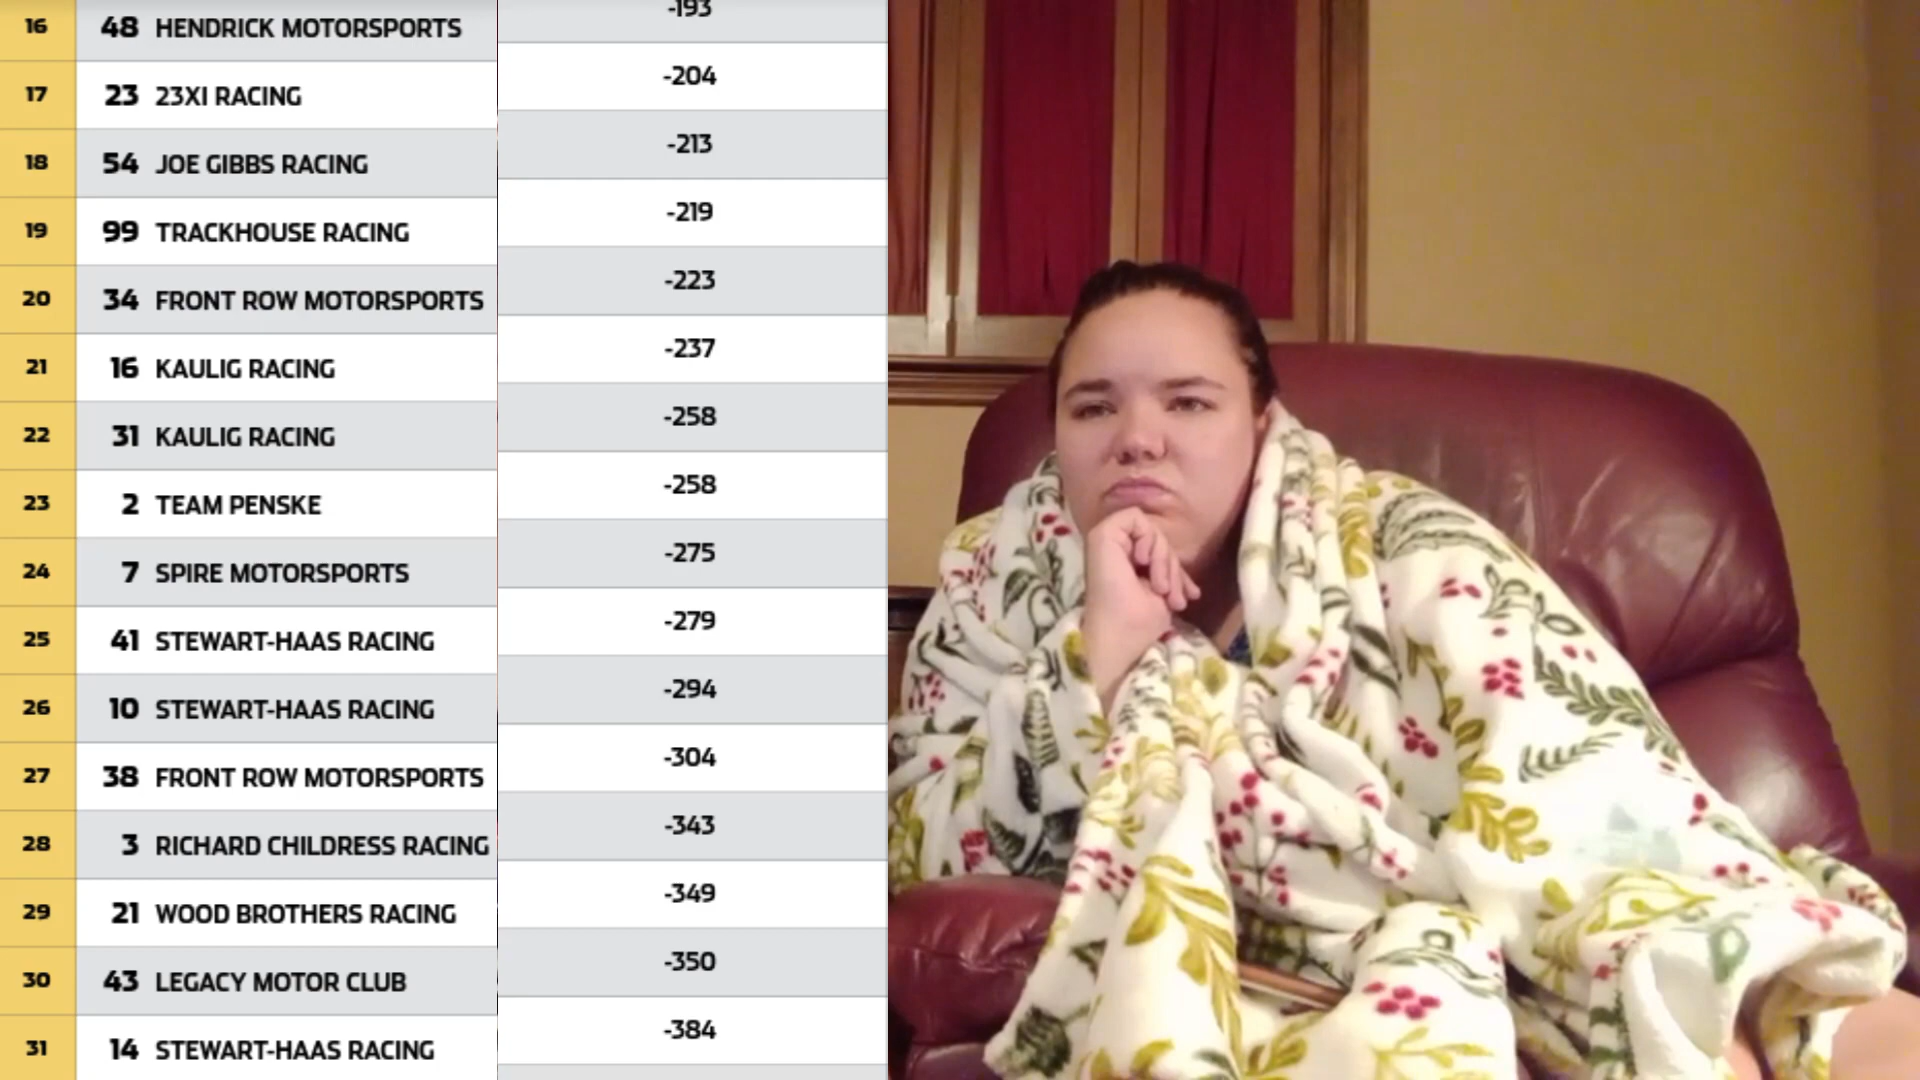 16 48 HENDRICK MOTORSPORTS -193
17 23 23XI RACING -204
18 54 JOE GIBBS RACING -213
19 99 TRACKHOUSE RACING -219
20 34 FRONT ROW MOTORSPORTS -223
21 16 KAULIG RACING -237
22 31 KAULIG RACING -258
23 2 TEAM PENSKE -258
24 7 SPIRE MOTORSPORTS -275
25 41 STEWART-HAAS RACING -279
26 10 STEWART-HAAS RACING -294
27 38 FRONT ROW MOTORSPORTS -304
28 3 RICHARD CHILDRESS RACING -343
29 21 WOOD BROTHERS RACING -349
30 43 LEGACY MOTOR CLUB -350
31 14 STEWART-HAAS RACING -384